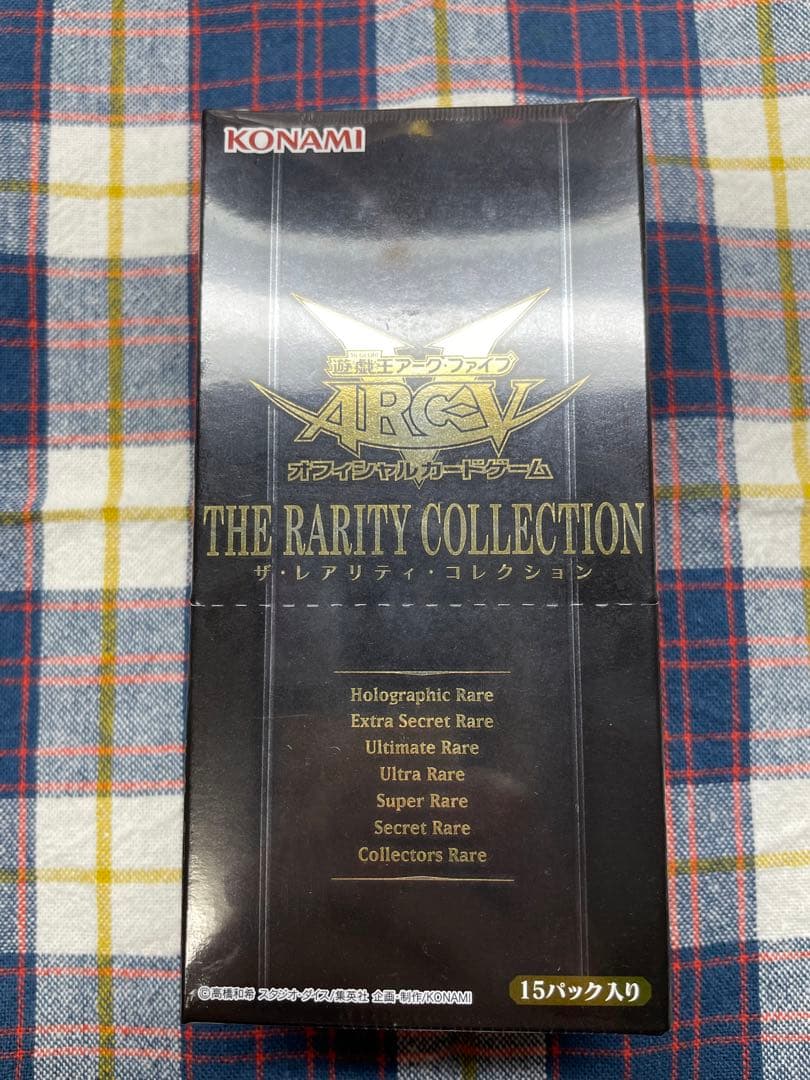 KONAMI
遊戯王アーク・ファイブ
ARC-V
オフィシャルカードゲーム
THE RARITY COLLECTION
ザ・レアリティ・コレクション
Holographic Rare
Extra Secret Rare
Ultimate Rare
Ultra Rare
Super Rare
Secret Rare
Collectors Rare
©高橋和希 スタジオ・ダイス/集英社 企画・制作/KONAMI
15パック入り